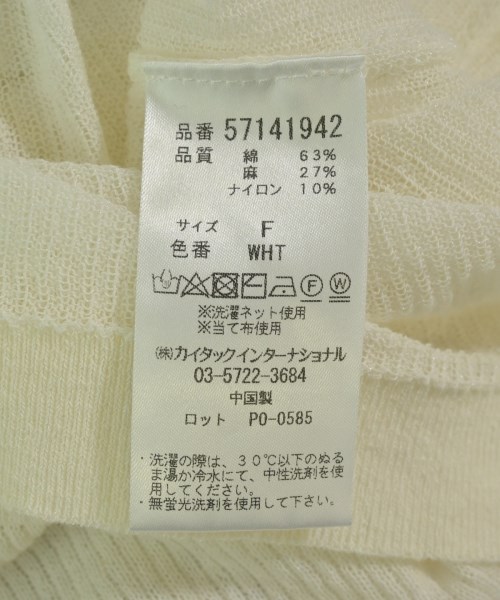 品番 57141942
品質 綿 63%
麻 27%
ナイロン 10%
サイズ F
色番 WHT
F W
※洗濯ネット使用
※当て布使用
㈱カイタックインターナショナル
03-5722-3684
中国製
ロット PO-0585
・洗濯の際は、30℃以下のぬる
ま湯か冷水にて、中性洗剤を使
用してください。
・無蛍光洗剤を使用して下さい。